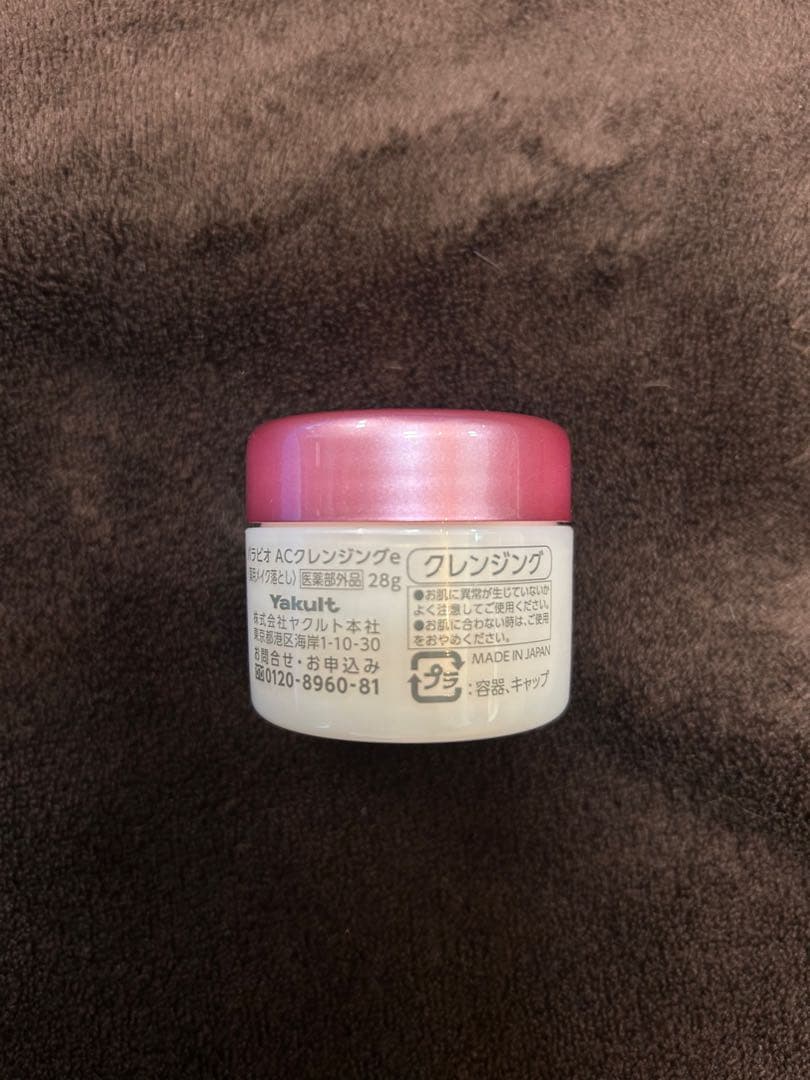 パラビオ ACクレンジングe
(薬用メイク落とし) 医薬部外品 28g
Yakult
株式会社ヤクルト本社
東京都港区海岸1-10-30
お問合せ・お申込み
0120-8960-81
クレンジング
●お肌に異常が生じていないか
よく注意してご使用ください。
●お肌に合わない時は、ご使用
をおやめください。
MADE IN JAPAN
プラ :容器、キャップ